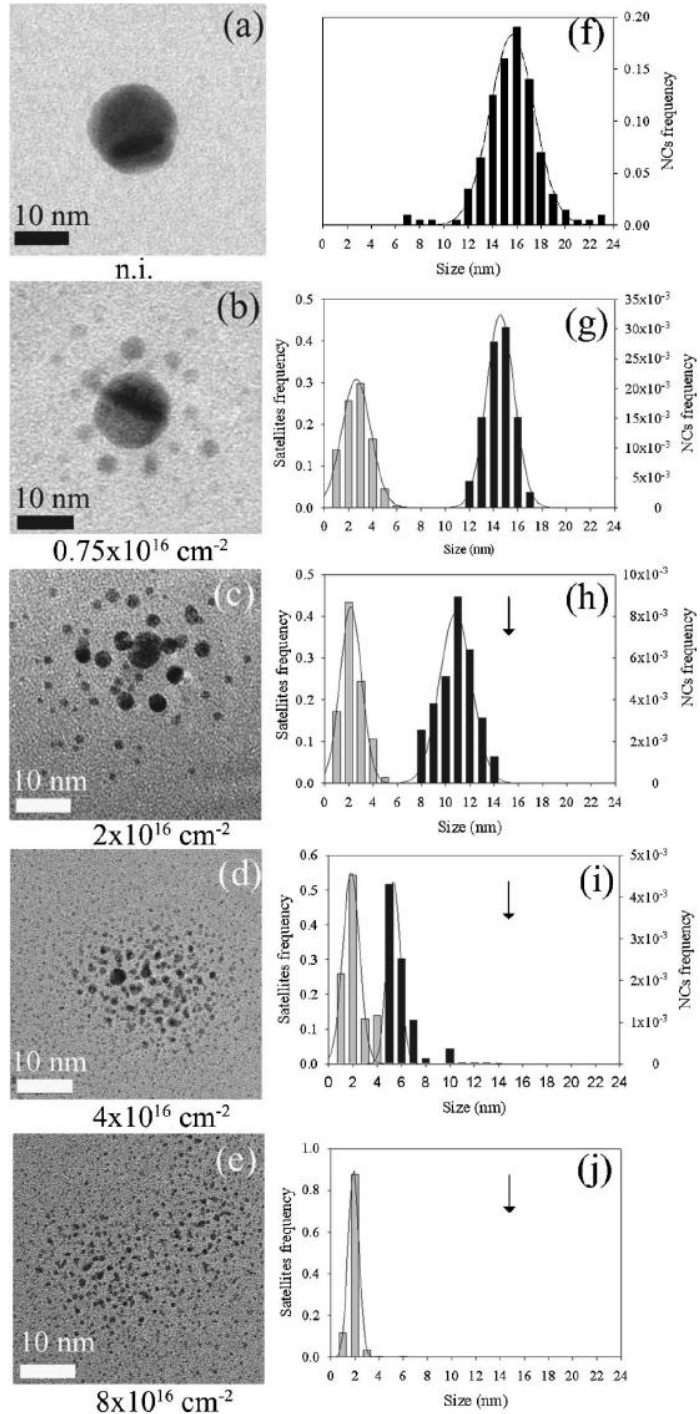 (a)
10 nm
n.i.
(f)
0.20
0.15
0.10
0.05
0.00
NCs frequency
0 2 4 6 8 10 12 14 16 18 20 22 24
Size (nm)
(b)
10 nm
0.75x10¹⁶ cm⁻²
(g)
0.5
0.4
0.3
0.2
0.1
0.0
Satellites frequency
35x10⁻³
30x10⁻³
25x10⁻³
20x10⁻³
15x10⁻³
10x10⁻³
5x10⁻³
0
NCs frequency
0 2 4 6 8 10 12 14 16 18 20 22 24
Size (nm)
(c)
10 nm
2x10¹⁶ cm⁻²
(h)
0.5
0.4
0.3
0.2
0.1
0.0
Satellites frequency
10x10⁻³
8x10⁻³
6x10⁻³
4x10⁻³
2x10⁻³
0
NCs frequency
0 2 4 6 8 10 12 14 16 18 20 22 24
Size (nm)
(d)
10 nm
4x10¹⁶ cm⁻²
(i)
0.6
0.5
0.4
0.3
0.2
0.1
0.0
Satellites frequency
5x10⁻³
4x10⁻³
3x10⁻³
2x10⁻³
1x10⁻³
0
NCs frequency
0 2 4 6 8 10 12 14 16 18 20 22 24
Size (nm)
(e)
10 nm
8x10¹⁶ cm⁻²
(j)
1.0
0.8
0.6
0.4
0.2
0.0
Satellites frequency
0 2 4 6 8 10 12 14 16 18 20 22 24
Size (nm)